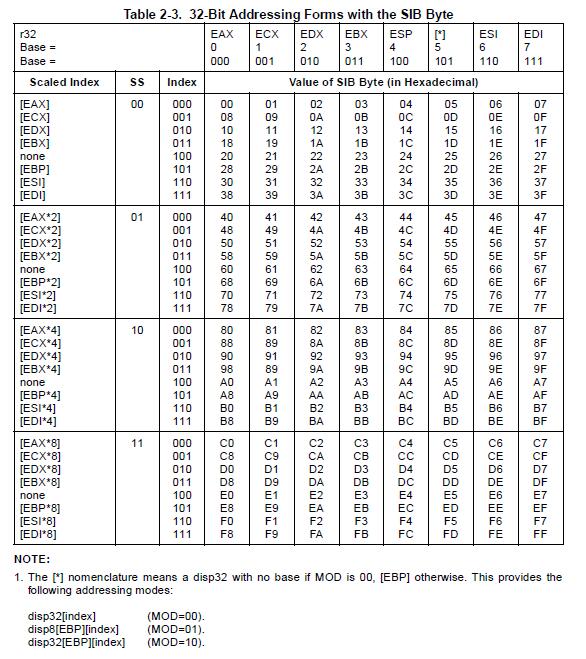 Table 2-3. 32-Bit Addressing Forms with the SIB Byte
r32 EAX ECX EDX EBX ESP [*] ESI EDI
Base = 0 1 2 3 4 5 6 7
Base = 000 001 010 011 100 101 110 111
Scaled Index SS Index Value of SIB Byte (in Hexadecimal)
[EAX] 00 000 00 01 02 03 04 05 06 07
[ECX] 001 08 09 0A 0B 0C 0D 0E 0F
[EDX] 010 10 11 12 13 14 15 16 17
[EBX] 011 18 19 1A 1B 1C 1D 1E 1F
none 100 20 21 22 23 24 25 26 27
[EBP] 101 28 29 2A 2B 2C 2D 2E 2F
[ESI] 110 30 31 32 33 34 35 36 37
[EDI] 111 38 39 3A 3B 3C 3D 3E 3F
[EAX*2] 01 000 40 41 42 43 44 45 46 47
[ECX*2] 001 48 49 4A 4B 4C 4D 4E 4F
[EDX*2] 010 50 51 52 53 54 55 56 57
[EBX*2] 011 58 59 5A 5B 5C 5D 5E 5F
none 100 60 61 62 63 64 65 66 67
[EBP*2] 101 68 69 6A 6B 6C 6D 6E 6F
[ESI*2] 110 70 71 72 73 74 75 76 77
[EDI*2] 111 78 79 7A 7B 7C 7D 7E 7F
[EAX*4] 10 000 80 81 82 83 84 85 86 87
[ECX*4] 001 88 89 8A 8B 8C 8D 8E 8F
[EDX*4] 010 90 91 92 93 94 95 96 97
[EBX*4] 011 98 89 9A 9B 9C 9D 9E 9F
none 100 A0 A1 A2 A3 A4 A5 A6 A7
[EBP*4] 101 A8 A9 AA AB AC AD AE AF
[ESI*4] 110 B0 B1 B2 B3 B4 B5 B6 B7
[EDI*4] 111 B8 B9 BA BB BC BD BE BF
[EAX*8] 11 000 C0 C1 C2 C3 C4 C5 C6 C7
[ECX*8] 001 C8 C9 CA CB CC CD CE CF
[EDX*8] 010 D0 D1 D2 D3 D4 D5 D6 D7
[EBX*8] 011 D8 D9 DA DB DC DD DE DF
none 100 E0 E1 E2 E3 E4 E5 E6 E7
[EBP*8] 101 E8 E9 EA EB EC ED EE EF
[ESI*8] 110 F0 F1 F2 F3 F4 F5 F6 F7
[EDI*8] 111 F8 F9 FA FB FC FD FE FF
NOTE:
1. The [*] nomenclature means a disp32 with no base if MOD is 00, [EBP] otherwise. This provides the
following addressing modes:
disp32[index] (MOD=00).
disp8[EBP][index] (MOD=01).
disp32[EBP][index] (MOD=10).